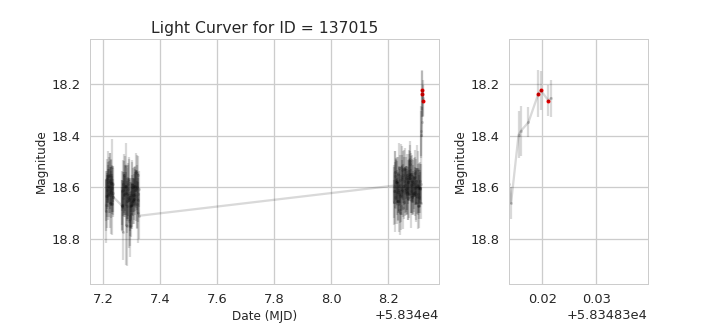 Light Curver for ID = 137015
Magnitude
18.2
18.4
18.6
18.8
7.2 7.4 7.6 7.8 8.0 8.2
Date (MJD)
+5.834e4
Magnitude
18.2
18.4
18.6
18.8
0.02 0.03
+5.83483e4